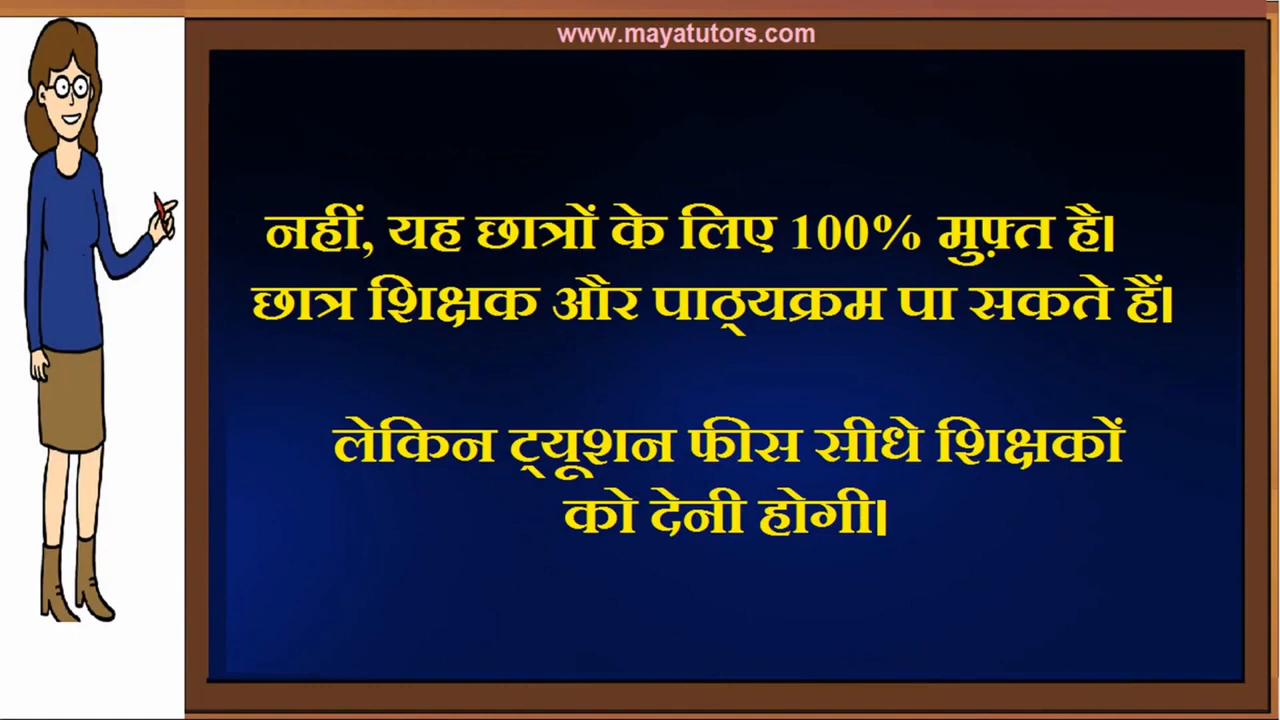 www.mayatutors.com
नहीं, यह छात्रों के लिए 100% मुफ़्त है।
छात्र शिक्षक और पाठ्यक्रम पा सकते हैं।
लेकिन ट्यूशन फीस सीधे शिक्षकों
को देनी होगी।